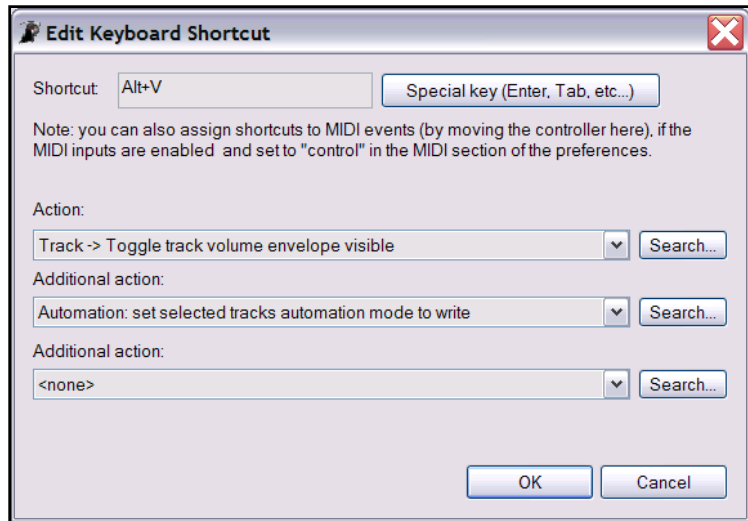 Edit Keyboard Shortcut
Shortcut: Alt+V Special key (Enter, Tab, etc...)
Note: you can also assign shortcuts to MIDI events (by moving the controller here), if the
MIDI inputs are enabled and set to "control" in the MIDI section of the preferences.
Action:
Track -> Toggle track volume envelope visible Search...
Additional action:
Automation: set selected tracks automation mode to write Search...
Additional action:
<none> Search...
OK Cancel